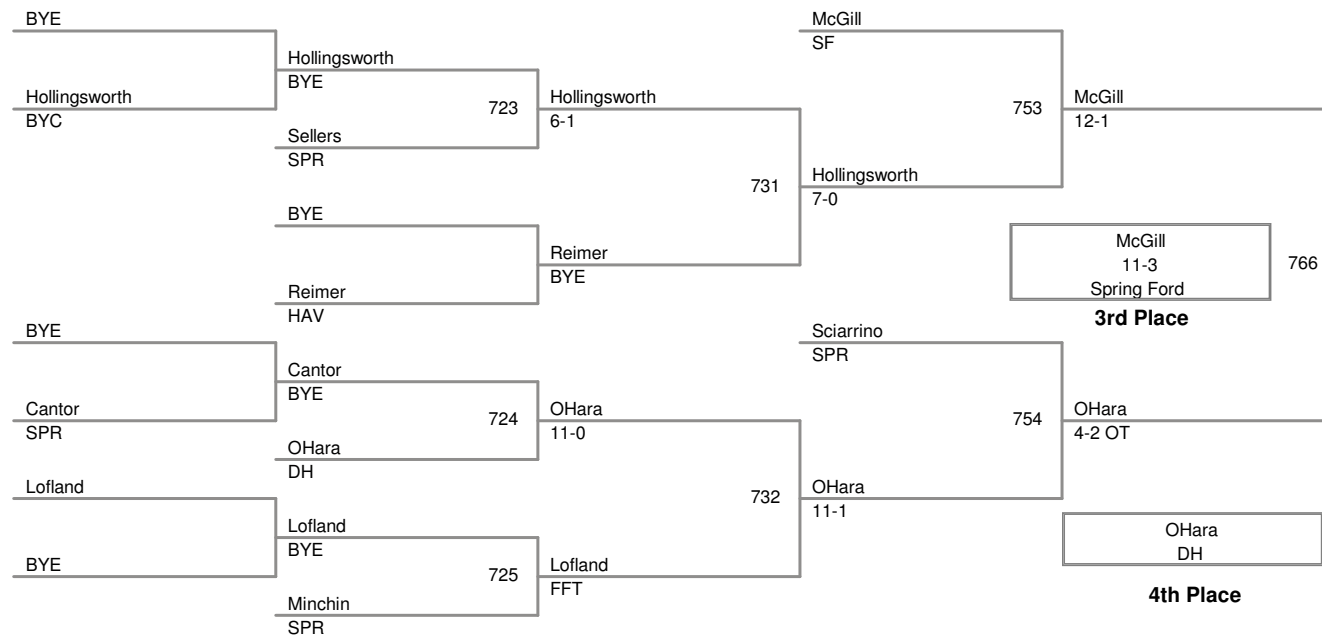 BYE
McGill
SF
Hollingsworth
BYE
Hollingsworth
BYC
723
Hollingsworth
6-1
753
McGill
12-1
Sellers
SPR
731
Hollingsworth
7-0
BYE
Reimer
BYE
McGill
11-3
Spring Ford
766
3rd Place
Reimer
HAV
BYE
Sciarrino
SPR
Cantor
BYE
Cantor
SPR
724
OHara
11-0
754
OHara
4-2 OT
OHara
DH
Lofland
732
OHara
11-1
Lofland
BYE
OHara
DH
4th Place
BYE
725
Lofland
FFT
Minchin
SPR